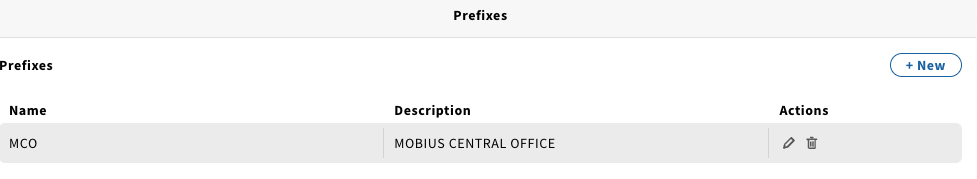 Prefixes
Prefixes
+ New
Name Description Actions
MCO MOBIUS CENTRAL OFFICE